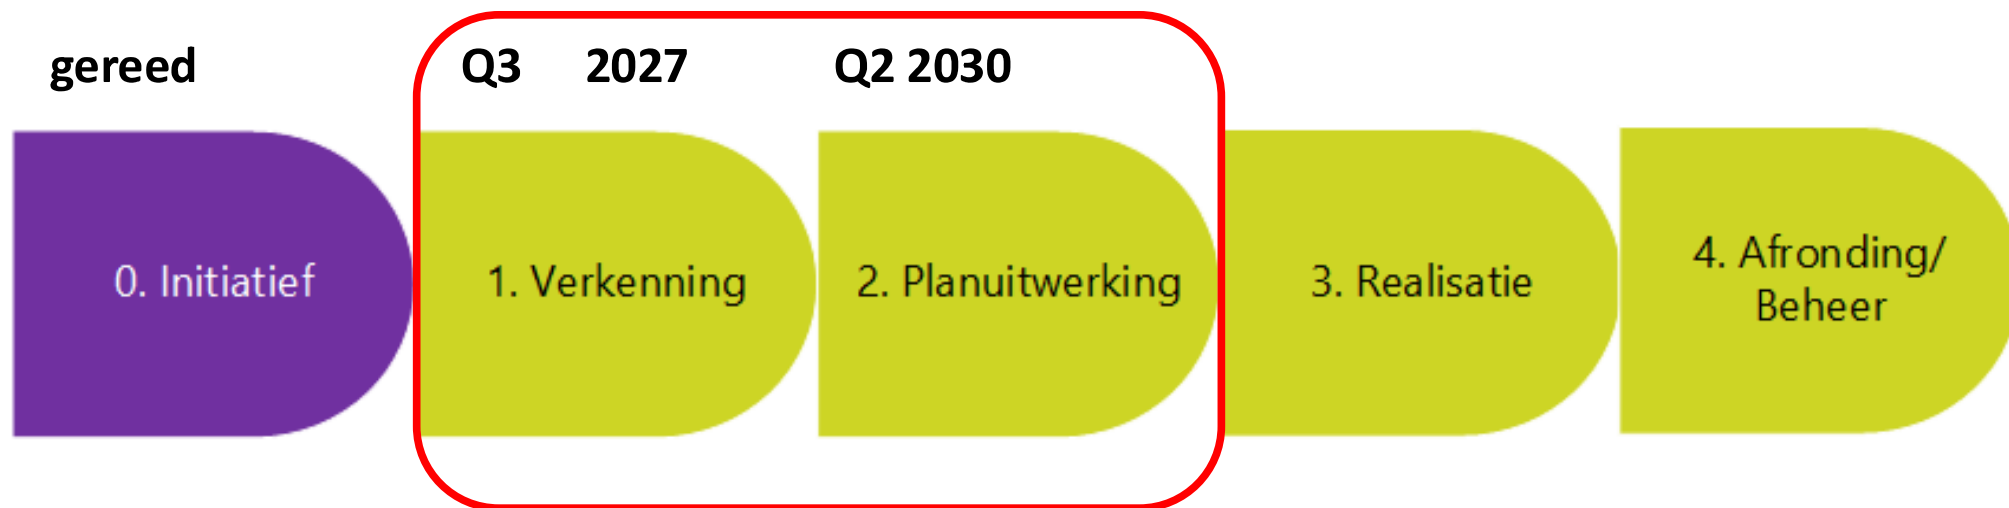 gereed Q3 2027 Q2 2030
0. Initiatief
1. Verkenning
2. Planuitwerking
3. Realisatie
4. Afronding/
Beheer